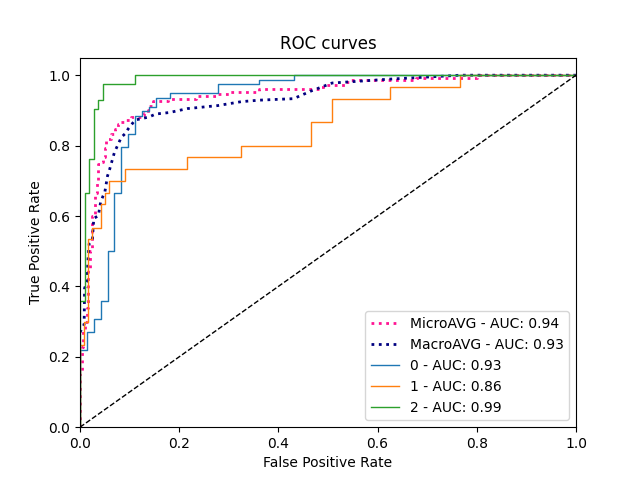 ROC curves
True Positive Rate
1.0
0.8
0.6
0.4
0.2
0.0
MicroAVG - AUC: 0.94
MacroAVG - AUC: 0.93
0 - AUC: 0.93
1 - AUC: 0.86
2 - AUC: 0.99
0.0 0.2 0.4 0.6 0.8 1.0
False Positive Rate